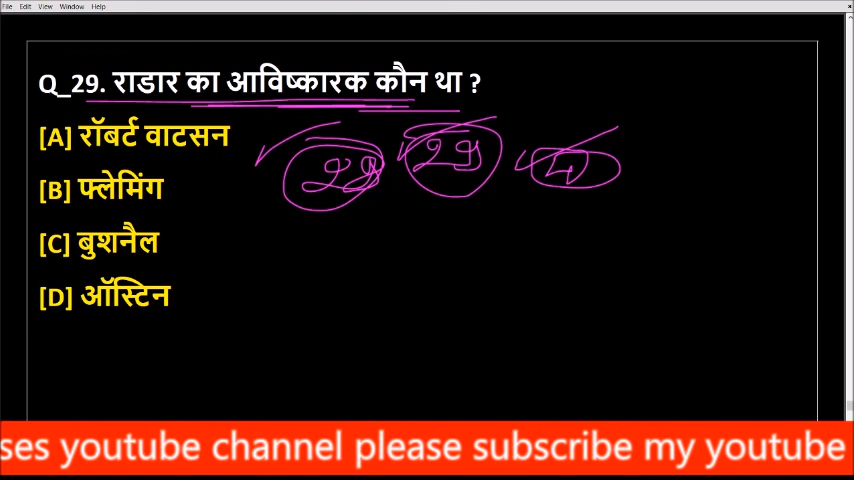 File Edit View Window Help
Q_29. राडार का आविष्कारक कौन था ?
[A] रॉबर्ट वाटसन
[B] फ्लेमिंग
[C] बुशनैल
[D] ऑस्टिन
ses youtube channel please subscribe my youtube